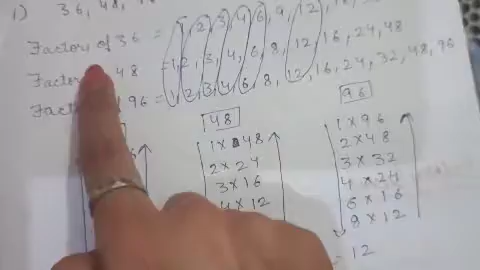 1) 36, 48,
Factors of 36 = 1, 2, 3, 4, 6, 9, 12,
Factors 48 = 1, 2, 3, 4, 6, 8, 12, 16, 24, 48
Factors of 96 = 1, 2, 3, 4, 6, 8, 12, 16, 24, 32, 48, 96
48
1 × 48
2 × 24
3 × 16
4 × 12
96
1 × 96
2 × 48
3 × 32
4 × 24
6 × 16
8 × 12
= 12